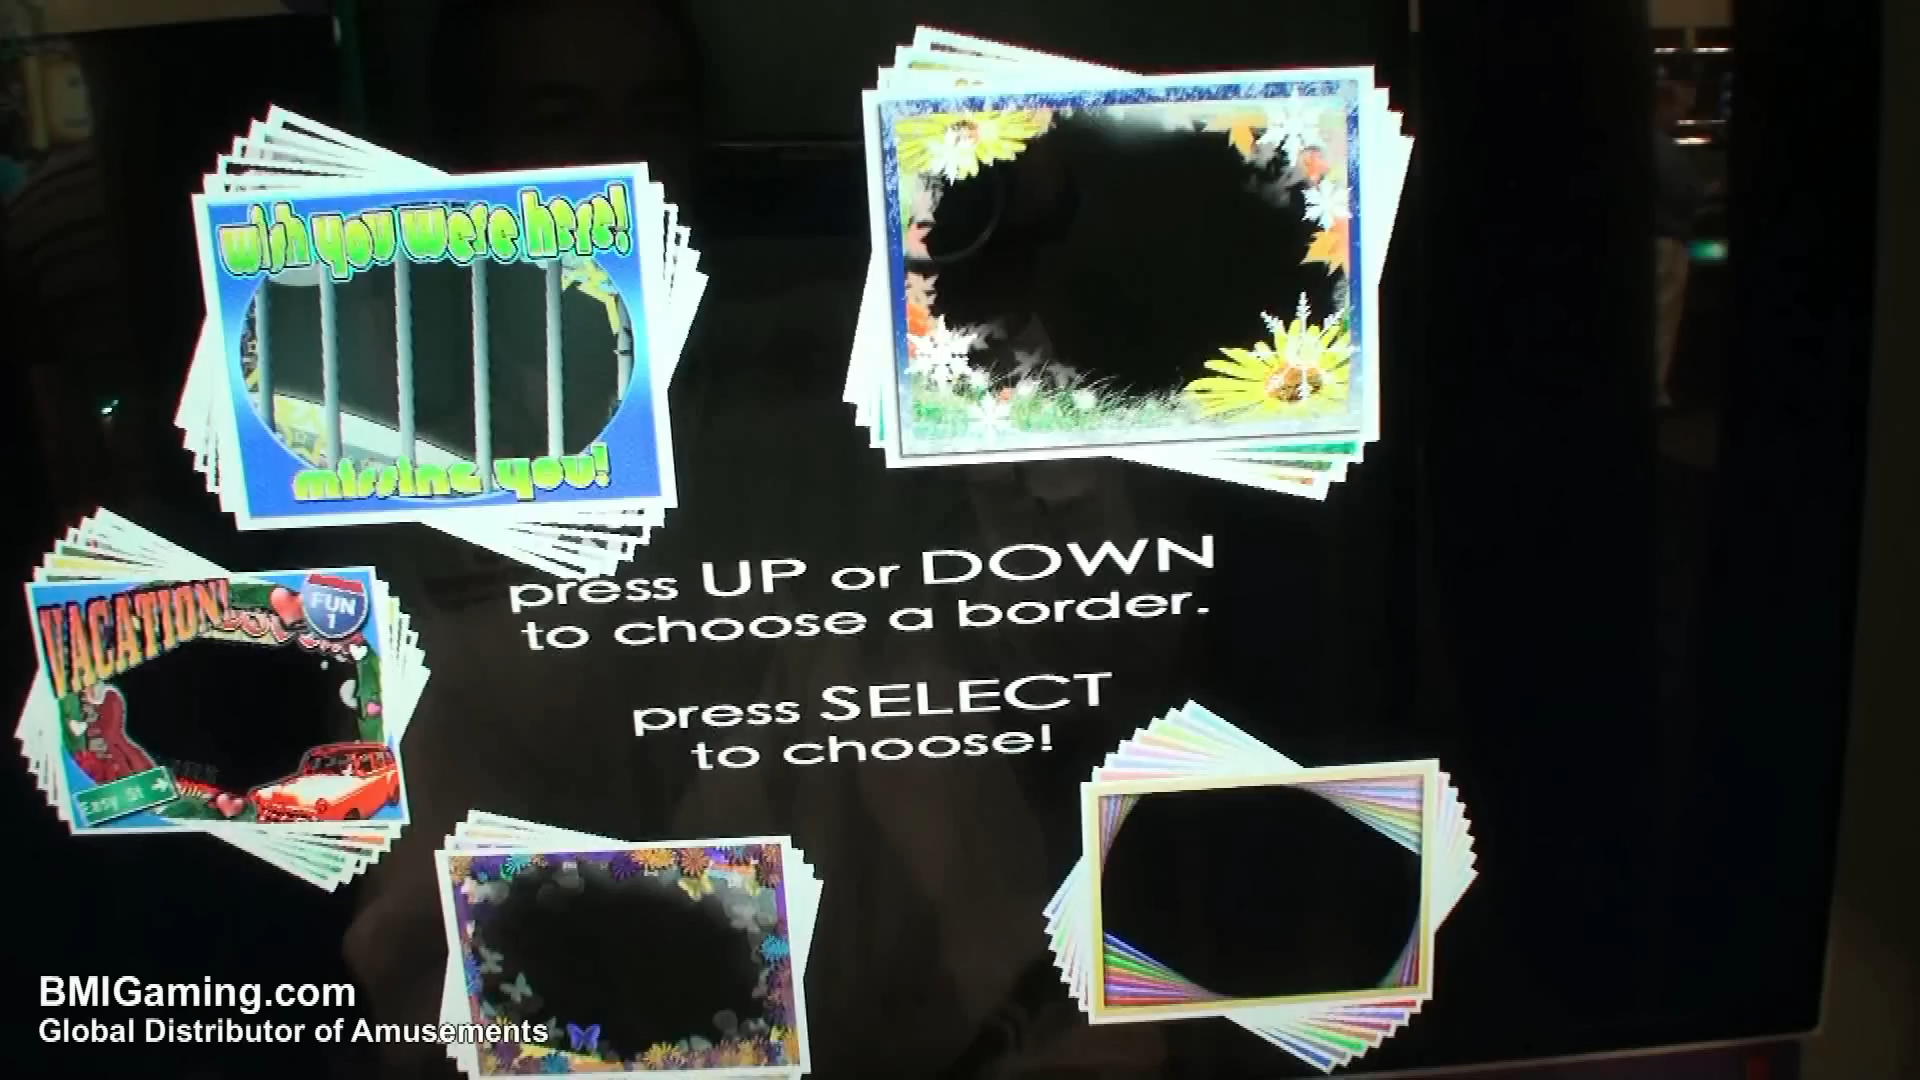 wish you were here!
missing you!
VACATION!
FUN
1
Easy St
press UP or DOWN
to choose a border.
press SELECT
to choose!
BMIGaming.com
Global Distributor of Amusements